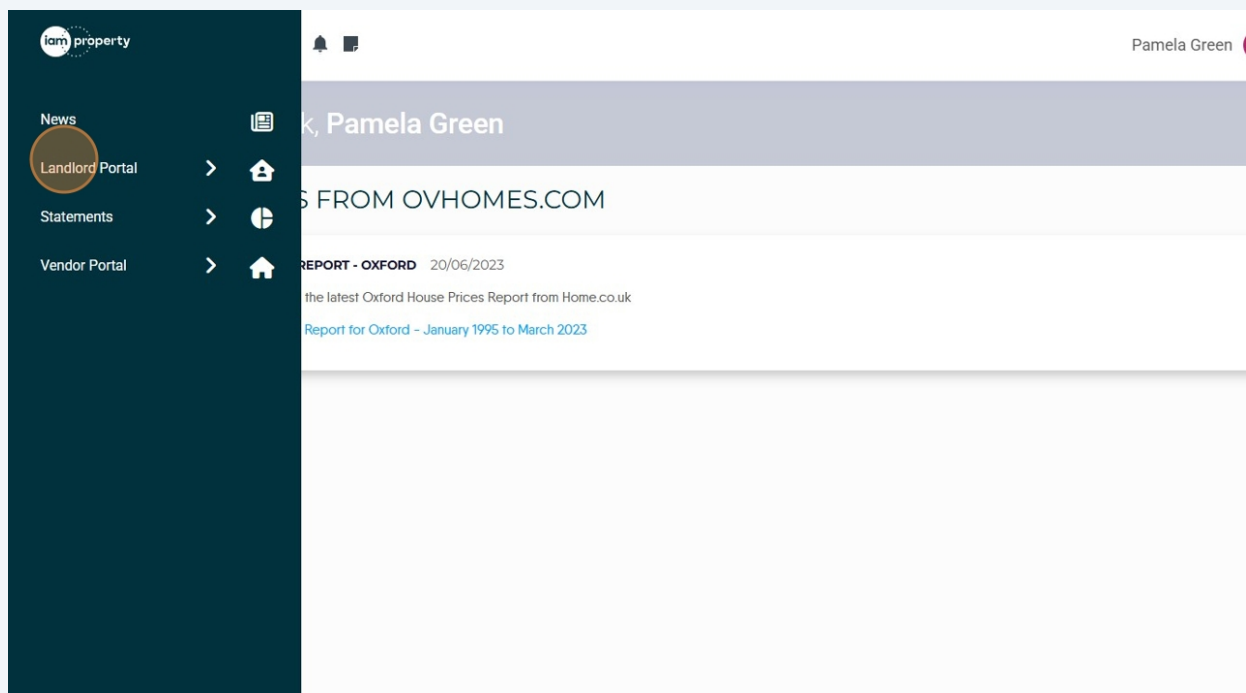 iam property
Pamela Green
News
Landlord Portal
Statements
Vendor Portal
k, Pamela Green
S FROM OVHOMES.COM
REPORT - OXFORD 20/06/2023
the latest Oxford House Prices Report from Home.co.uk
Report for Oxford - January 1995 to March 2023